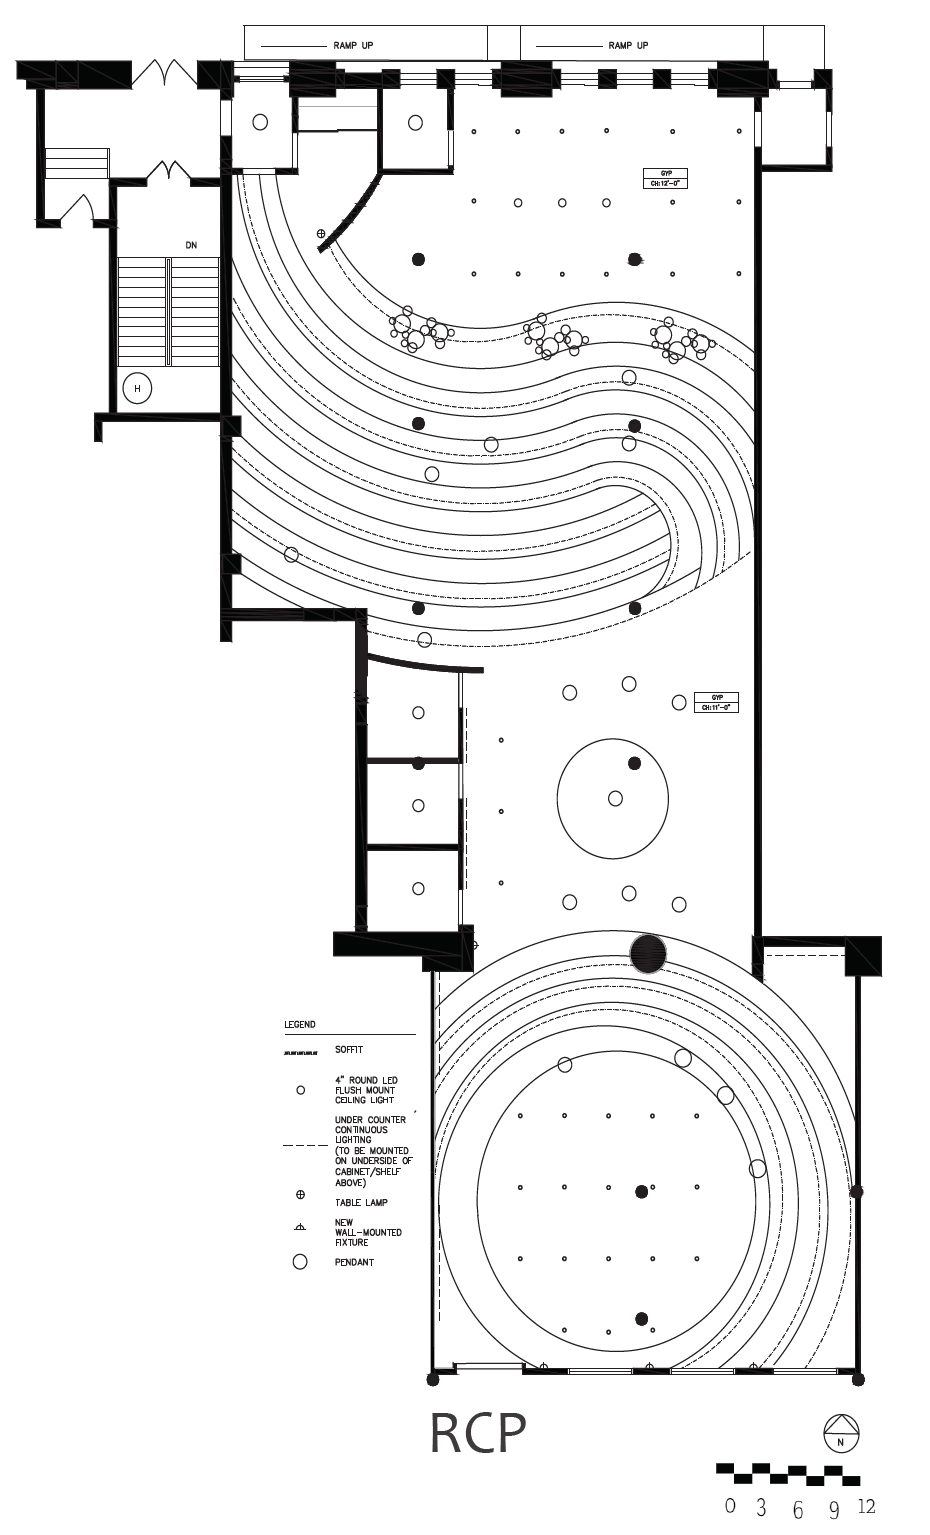 RAMP UP
RAMP UP
GYP
CH:12'-0"
DN
H
GYP
CH:11'-0"
LEGEND
SOFFIT
4" ROUND LED
FLUSH MOUNT
CEILING LIGHT
UNDER COUNTER
CONTINUOUS
LIGHTING
(TO BE MOUNTED
ON UNDERSIDE OF
CABINET/SHELF
ABOVE)
TABLE LAMP
NEW
WALL-MOUNTED
FIXTURE
PENDANT
RCP
N
0 3 6 9 12